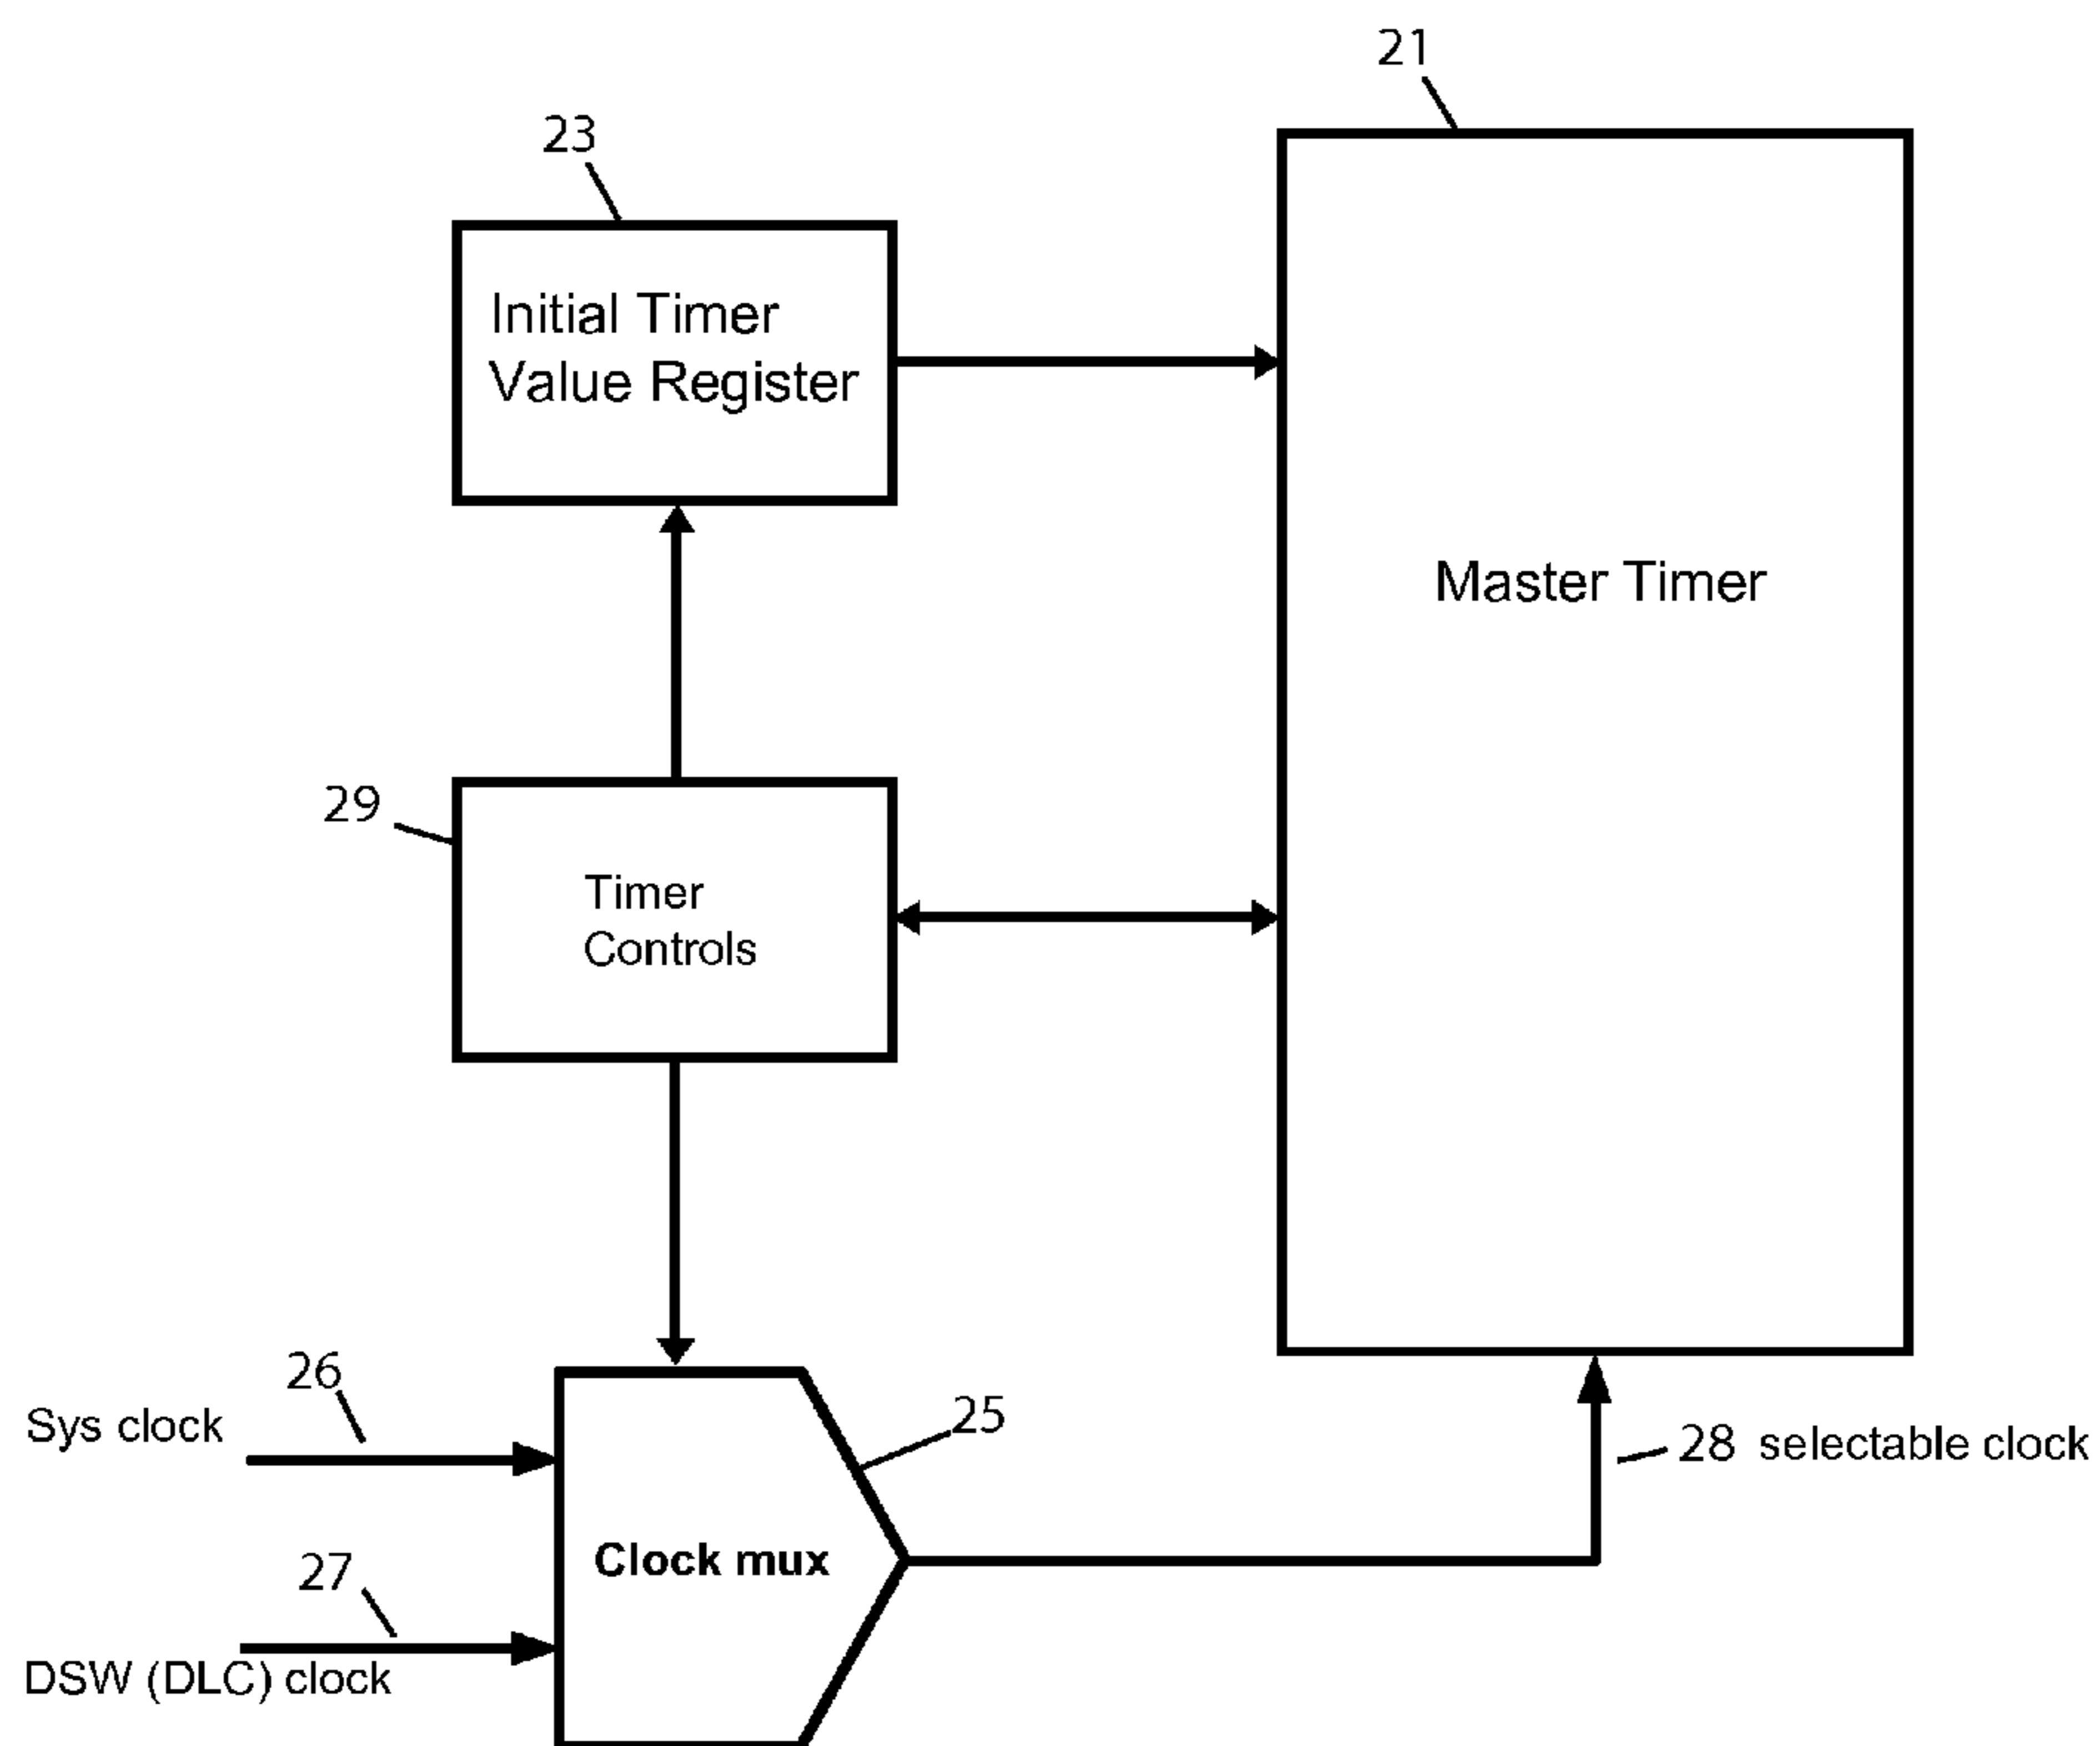 21
23
Initial Timer
Value Register
Master Timer
29
Timer
Controls
26
Sys clock
25
28 selectable clock
Clock mux
27
DSW (DLC) clock